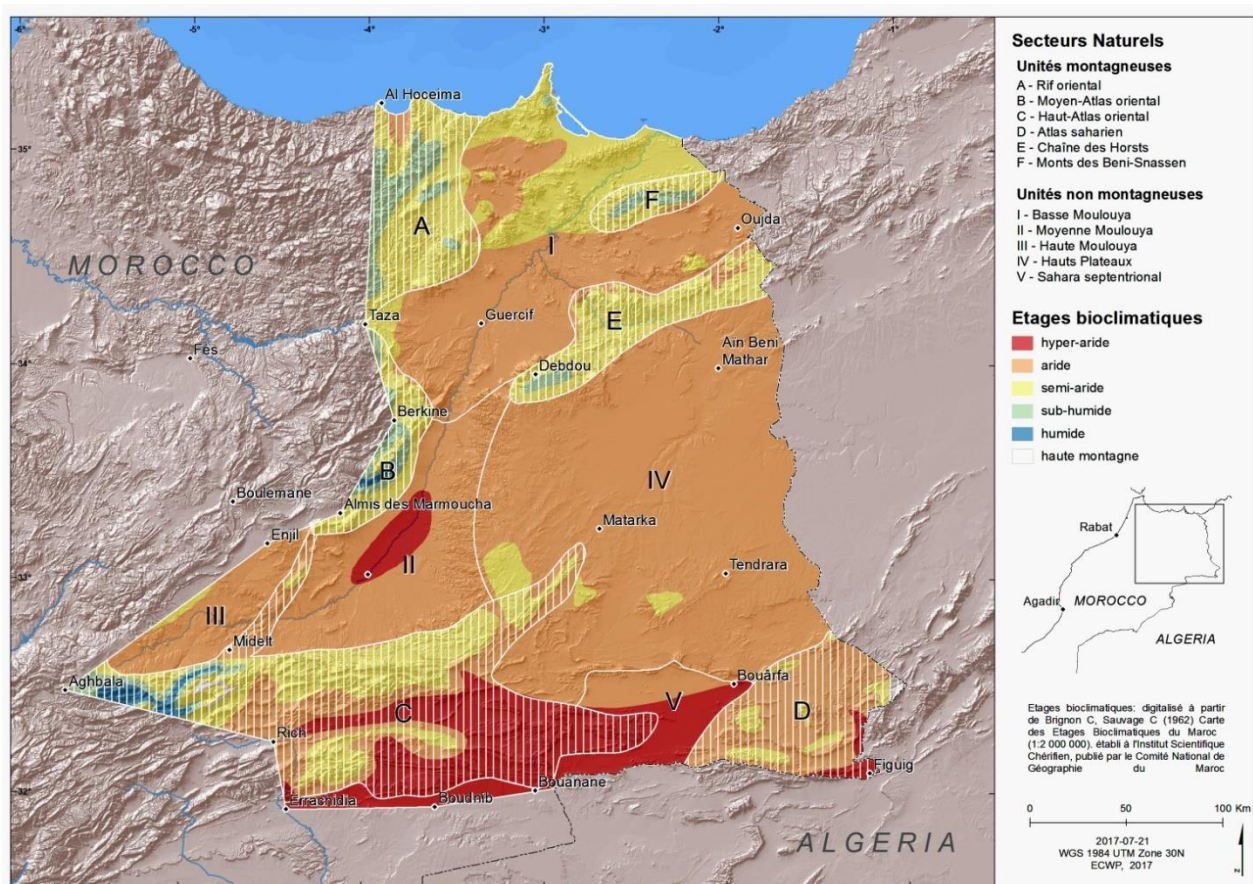 -6°
-5°
-4°
-3°
-2°
-1°
35°
34°
33°
32°
Al Hoceima
A
F
Oujda
I
MOROCCO
Taza
Guercif
E
Fès
Debdou
Ain Beni
Mathar
Berkine
B
IV
Boulemane
Almis des Marmoucha
Matarka
Enjil
II
Tendrara
III
Midelt
Aghbala
Bouârfa
V
D
C
Rich
Figuig
Bouanane
Errachidia
Boudnib
ALGERIA
Secteurs Naturels
Unités montagneuses
A - Rif oriental
B - Moyen-Atlas oriental
C - Haut-Atlas oriental
D - Atlas saharien
E - Chaîne des Horsts
F - Monts des Beni-Snassen
Unités non montagneuses
I - Basse Moulouya
II - Moyenne Moulouya
III - Haute Moulouya
IV - Hauts Plateaux
V - Sahara septentrional
Etages bioclimatiques
hyper-aride
aride
semi-aride
sub-humide
humide
haute montagne
Rabat
Agadir
MOROCCO
ALGERIA
Etages bioclimatiques: digitalisé à partir
de Brignon C, Sauvage C (1962) Carte
des Etages Bioclimatiques du Maroc
(1:2 000 000). établi à l'Institut Scientifique
Chérifien, publié par le Comité National de
Géographie du Maroc
0 50 100 Km
2017-07-21
WGS 1984 UTM Zone 30N
ECWP, 2017
N